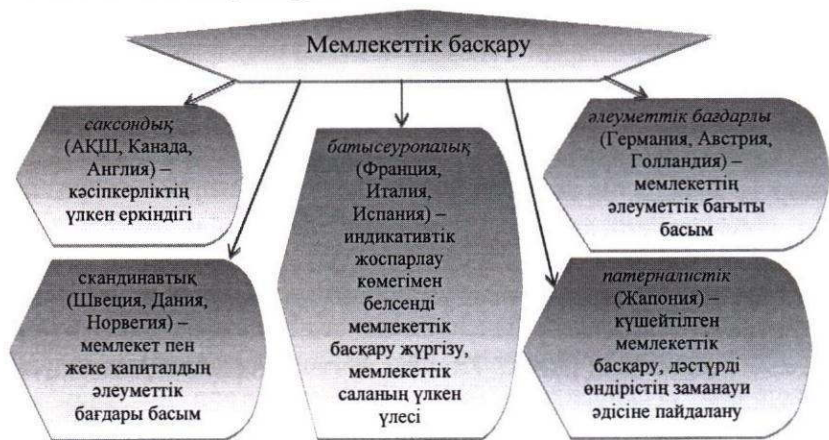 Мемлекеттік басқару
саксондық
(АҚШ, Канада,
Англия) –
кәсіпкерліктің
үлкен еркіндігі
скандинавтық
(Швеция, Дания,
Норвегия) –
мемлекет пен
жеке капиталдың
әлеуметтік
бағдары басым
батысеуропалық
(Франция,
Италия,
Испания) –
индикативтік
жоспарлау
көмегімен
белсенді
мемлекеттік
басқару жүргізу,
мемлекеттік
саланың үлкен
үлесі
әлеуметтік бағдарлы
(Германия, Австрия,
Голландия) –
мемлекеттің
әлеуметтік бағыты
басым
патерналистік
(Жапония) –
күшейтілген
мемлекеттік
басқару, дәстүрді
өндірістің заманауи
әдісіне пайдалану